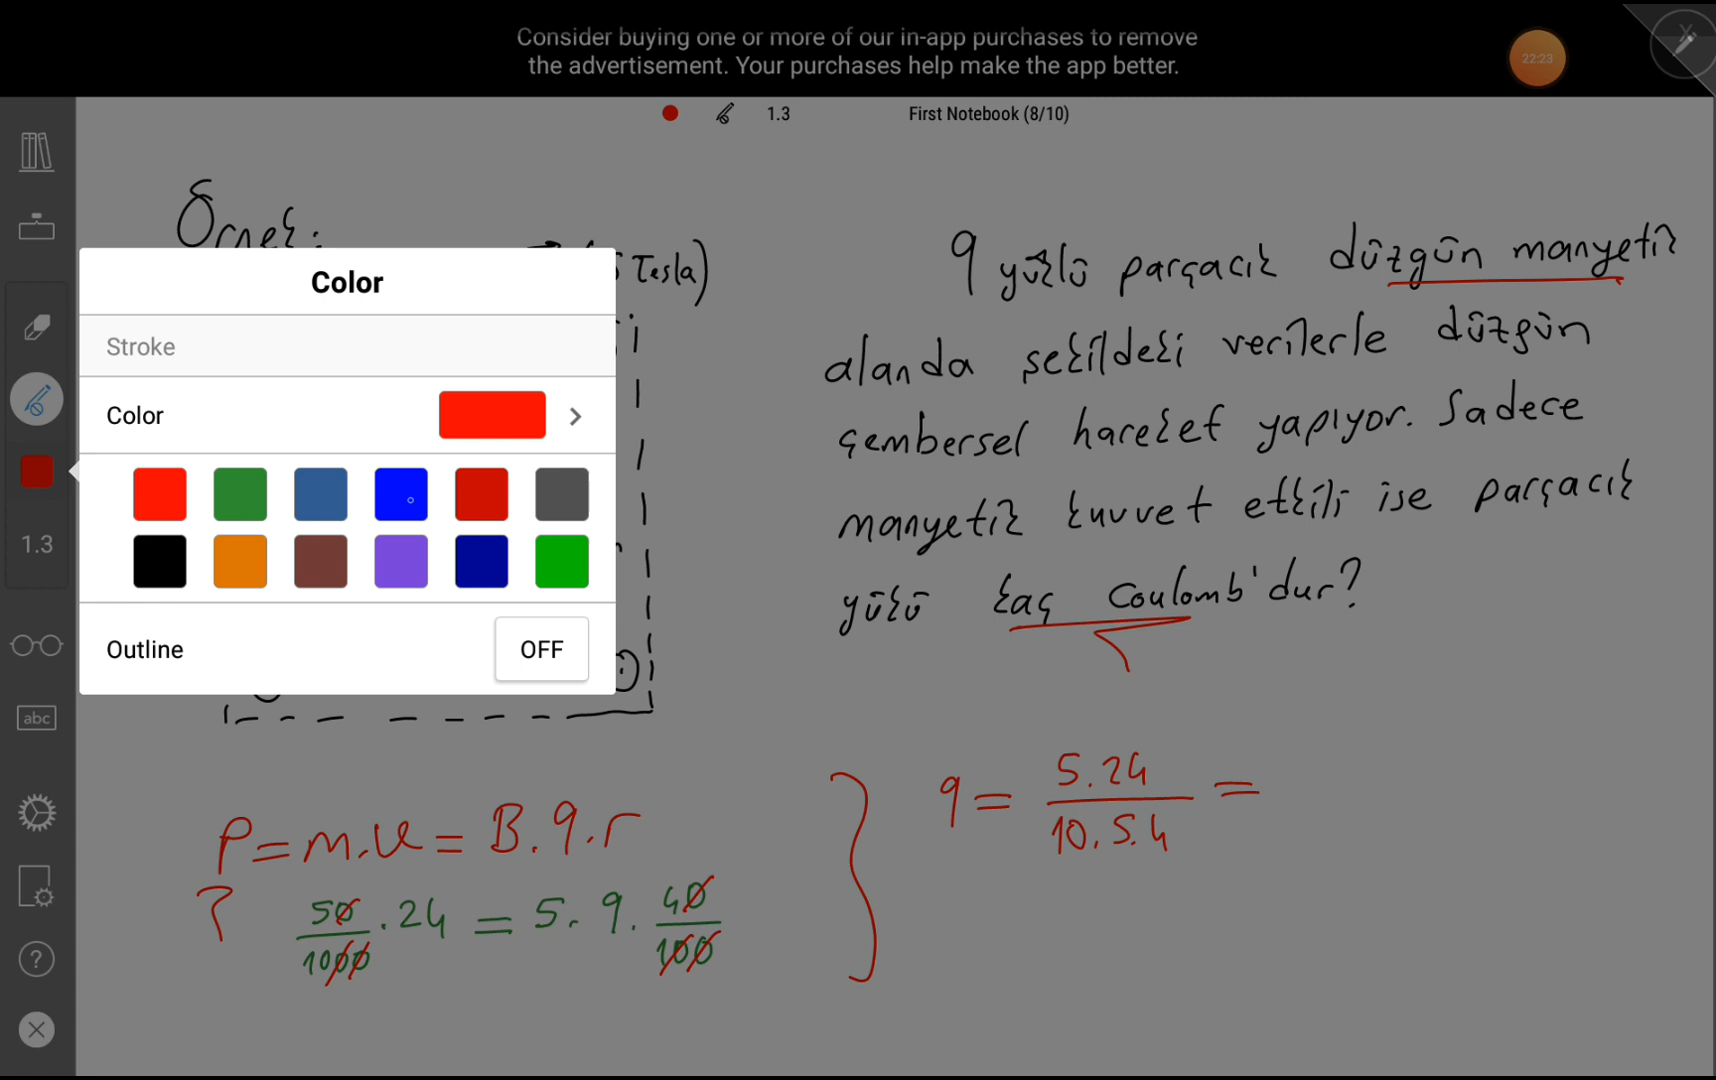 Consider buying one or more of our in-app purchases to remove
the advertisement. Your purchases help make the app better.
22:23
X
1.3 First Notebook (8/10)
Örnek:
Tesla)
q yüklü parçacık düzgün manyetik
alanda şekildeki verilerle düzgün
çembersel hareket yapıyor. Sadece
manyetik kuvvet etkili ise parçacık
yükü kaç Coulomb'dur?
Color
Stroke
Color
Outline OFF
1.3
abc
?
P = m.v = B.q.r
?
50/1000 . 24 = 5. q. 40/100
q = 5.24/10.5.4 =